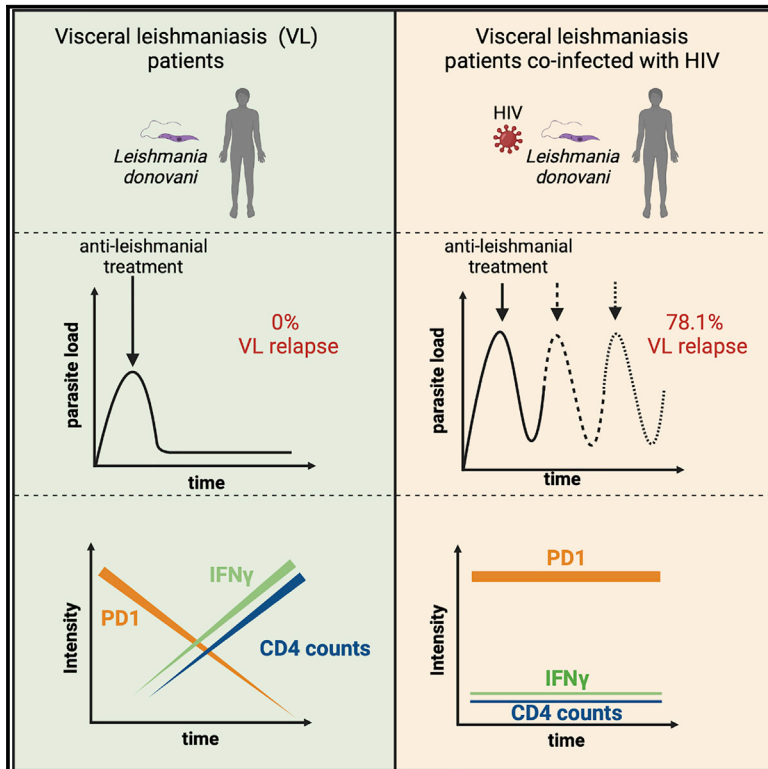 Visceral leishmaniasis (VL)
patients
Leishmania
donovani
anti-leishmanial
treatment
0%
VL relapse
parasite load
time
PD1
IFNγ
CD4 counts
Intensity
time
Visceral leishmaniasis
patients co-infected with HIV
HIV
Leishmania
donovani
anti-leishmanial
treatment
78.1%
VL relapse
parasite load
time
PD1
IFNγ
CD4 counts
Intensity
time